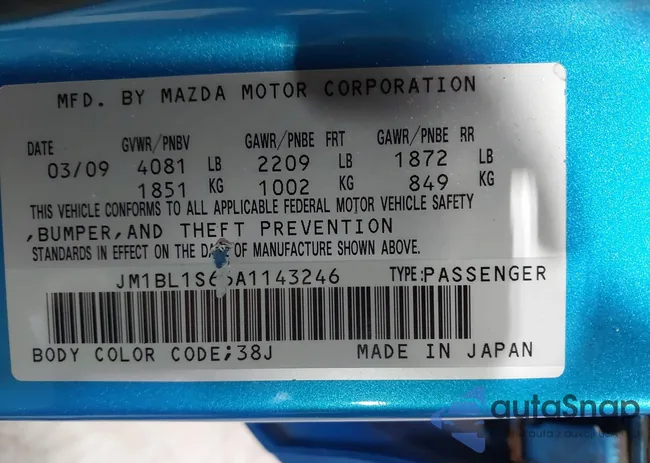 MFD. BY MAZDA MOTOR CORPORATION
DATE GVWR/PNBV GAWR/PNBE FRT GAWR/PNBE RR
03/09 4081 LB 2209 LB 1872 LB
1851 KG 1002 KG 849 KG
THIS VEHICLE CONFORMS TO ALL APPLICABLE FEDERAL MOTOR VEHICLE SAFETY
,BUMPER,AND THEFT PREVENTION
STANDARDS IN EFFECT ON THE DATE OF MANUFACTURE SHOWN ABOVE.
TYPE:PASSENGER
BODY COLOR CODE;38J MADE IN JAPAN
autaSnap